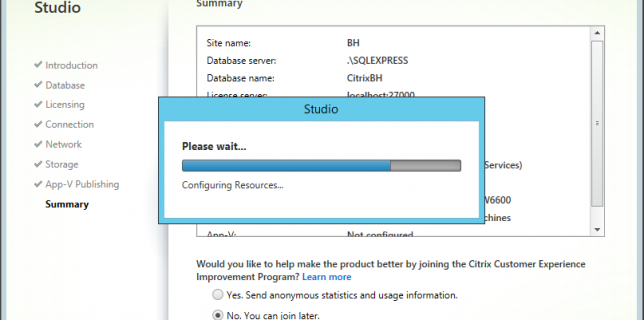 Studio
Summary
Introduction
Database
Licensing
Connection
Network
Storage
App-V Publishing
Summary
Site name: BH
Database server: .\SQLEXPRESS
Database name: CitrixBH
License server: localhost:27000
Studio
Please wait...
Configuring Resources...
Services)
W6600
chines
App-V: Not configured
Would you like to help make the product better by joining the Citrix Customer Experience
Improvement Program? Learn more
Yes. Send anonymous statistics and usage information.
No. You can join later.